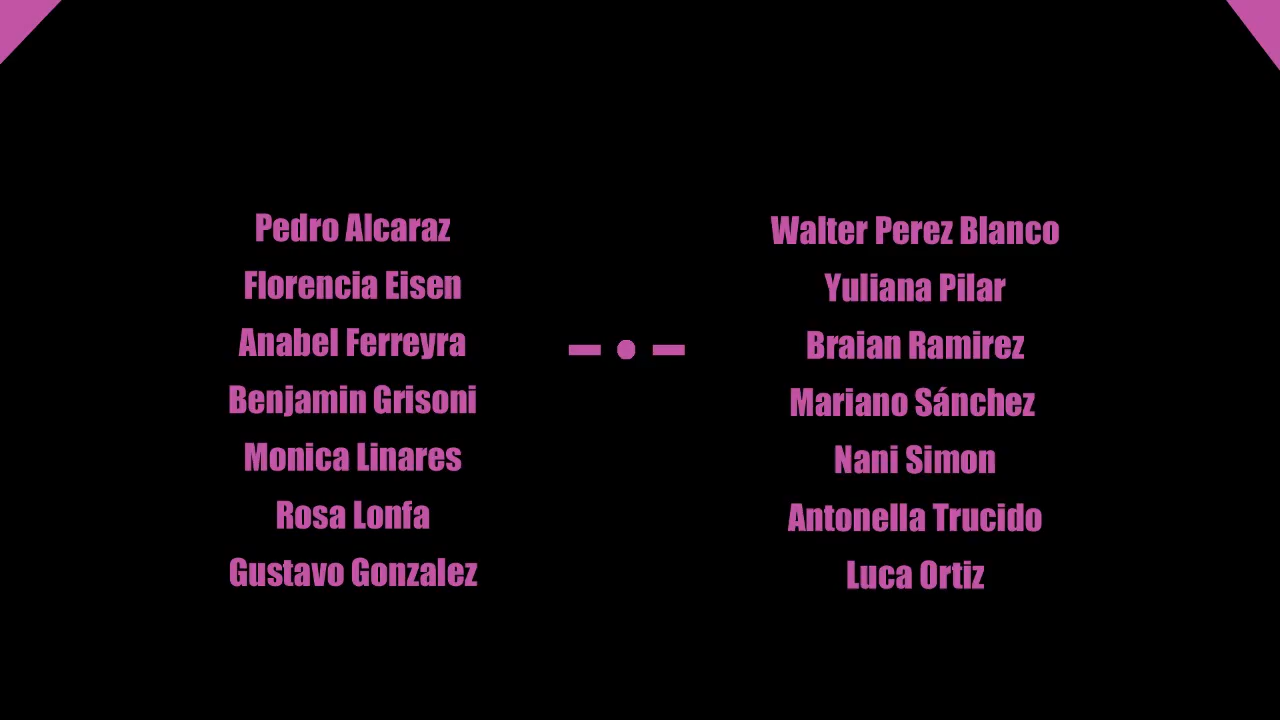 Pedro Alcaraz
Florencia Eisen
Anabel Ferreyra
Benjamin Grisoni
Monica Linares
Rosa Lonfa
Gustavo Gonzalez
Walter Perez Blanco
Yuliana Pilar
Braian Ramirez
Mariano Sánchez
Nani Simon
Antonella Trucido
Luca Ortiz